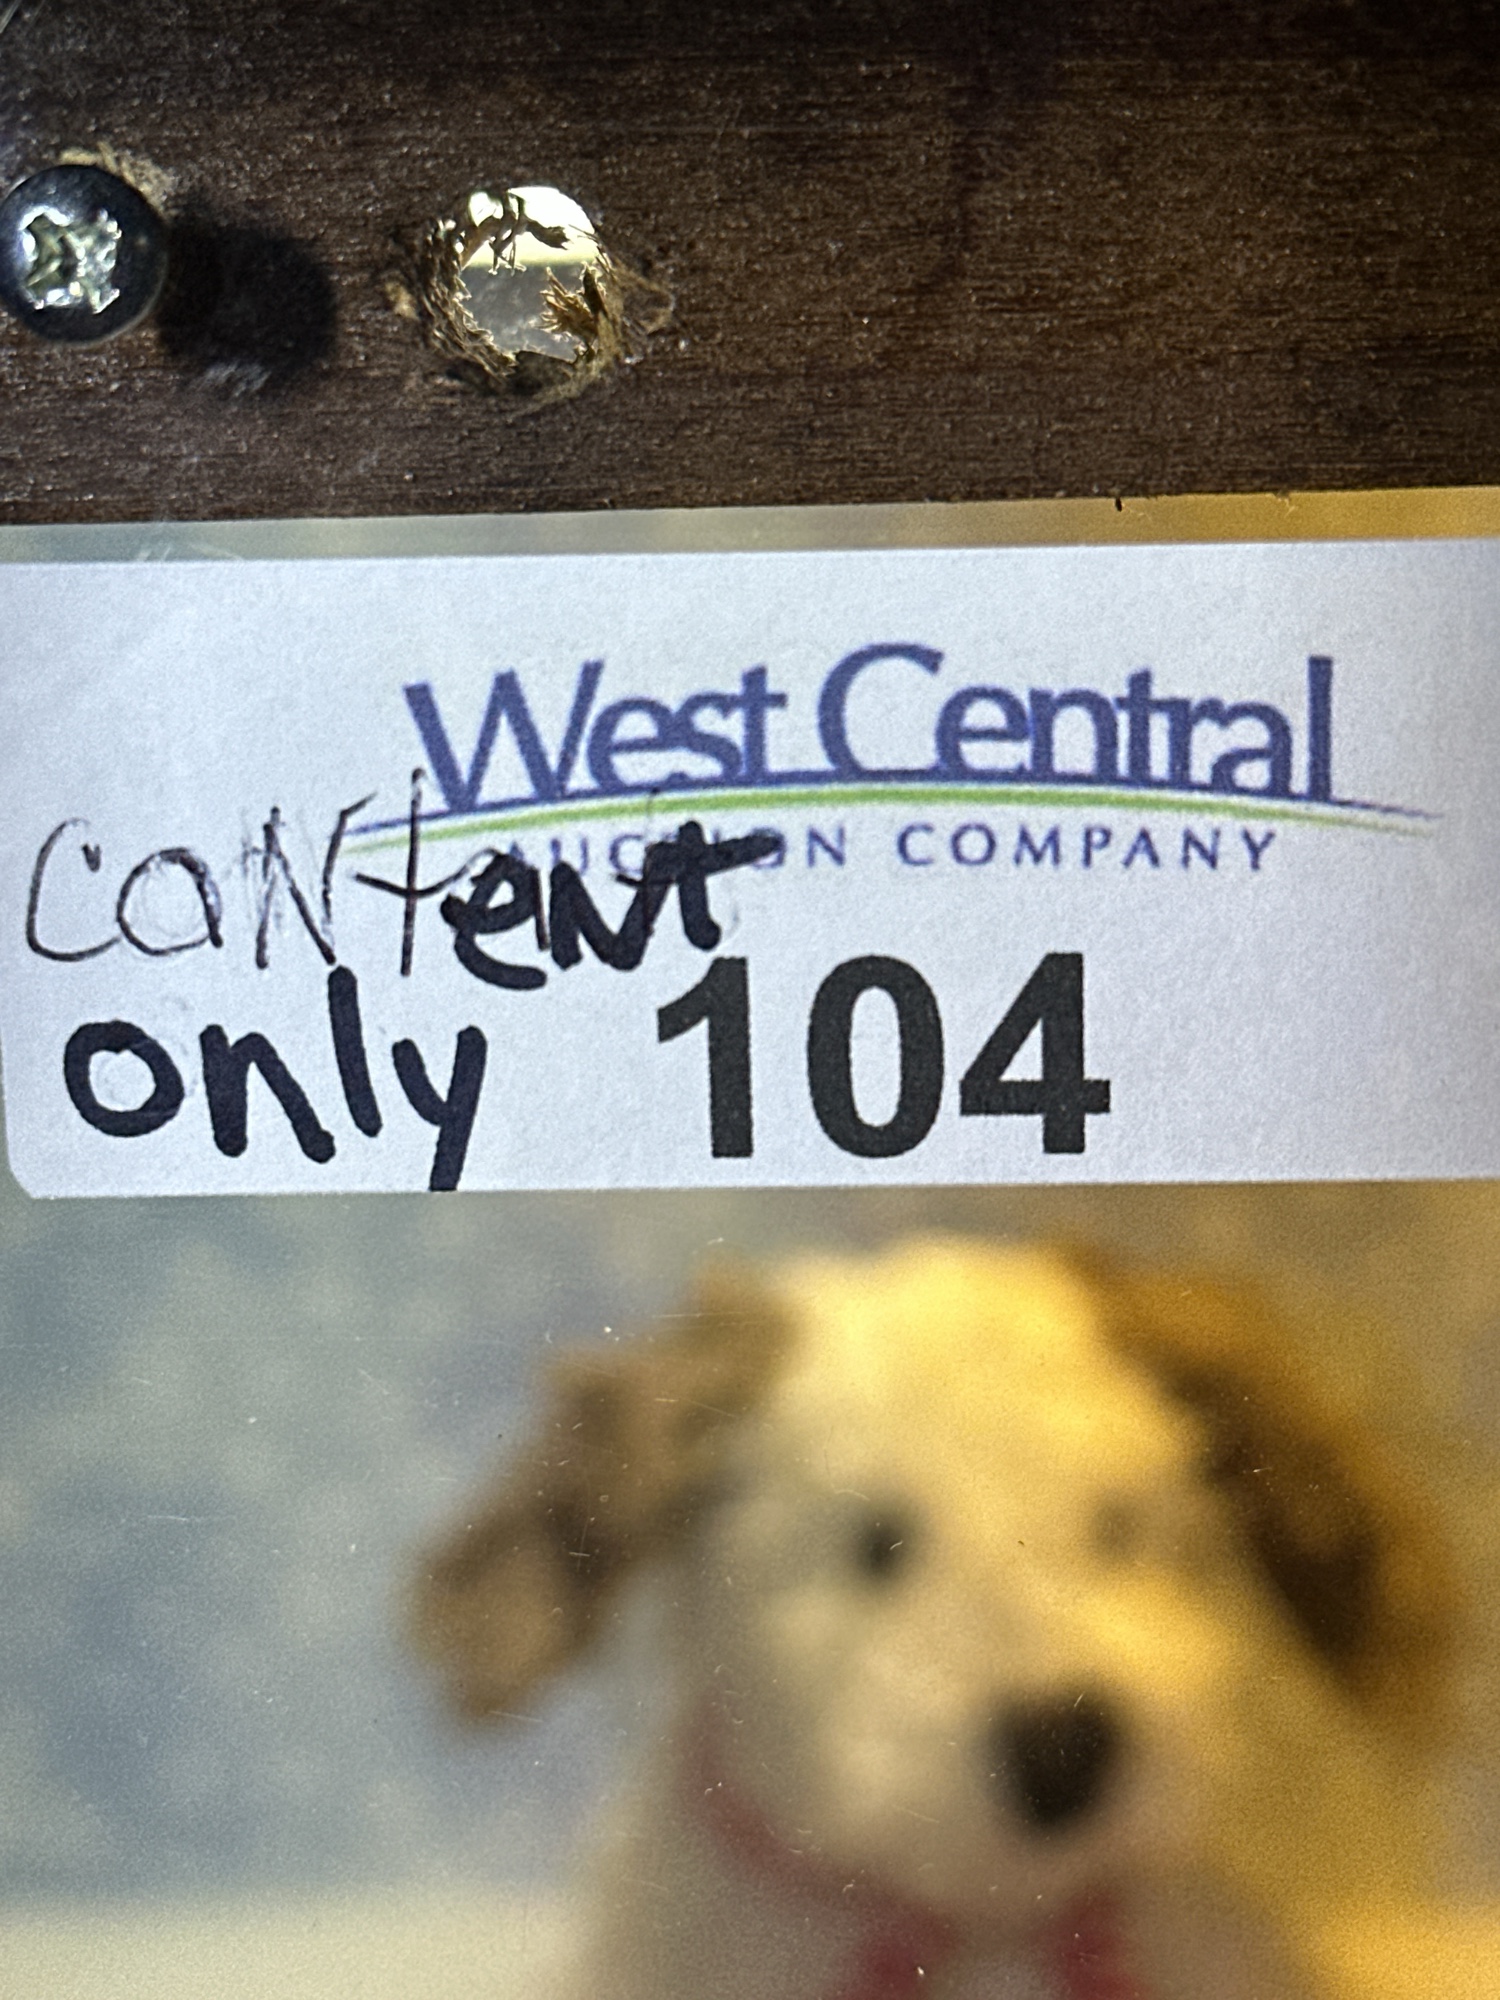 West Central
AUCTION COMPANY
CONtENT
only 104